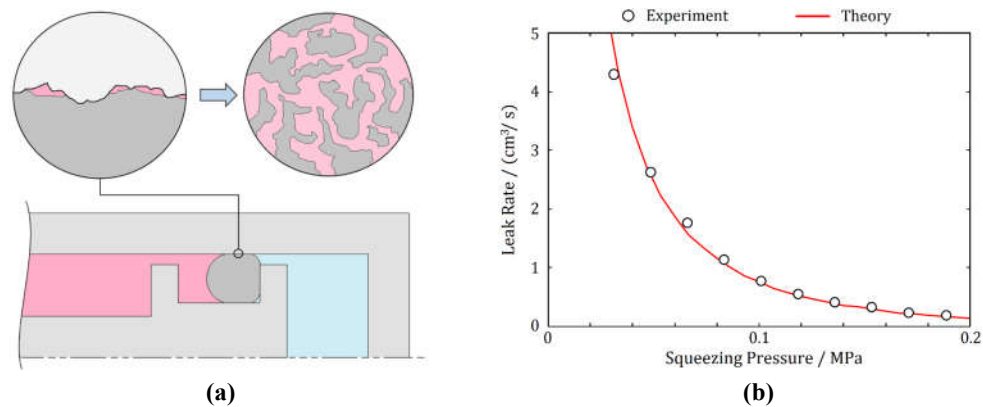 Experiment Theory
5
4
3
2
1
0
0
0.1
0.2
Leak Rate / (cm³/ s)
Squeezing Pressure / MPa
(a) (b)